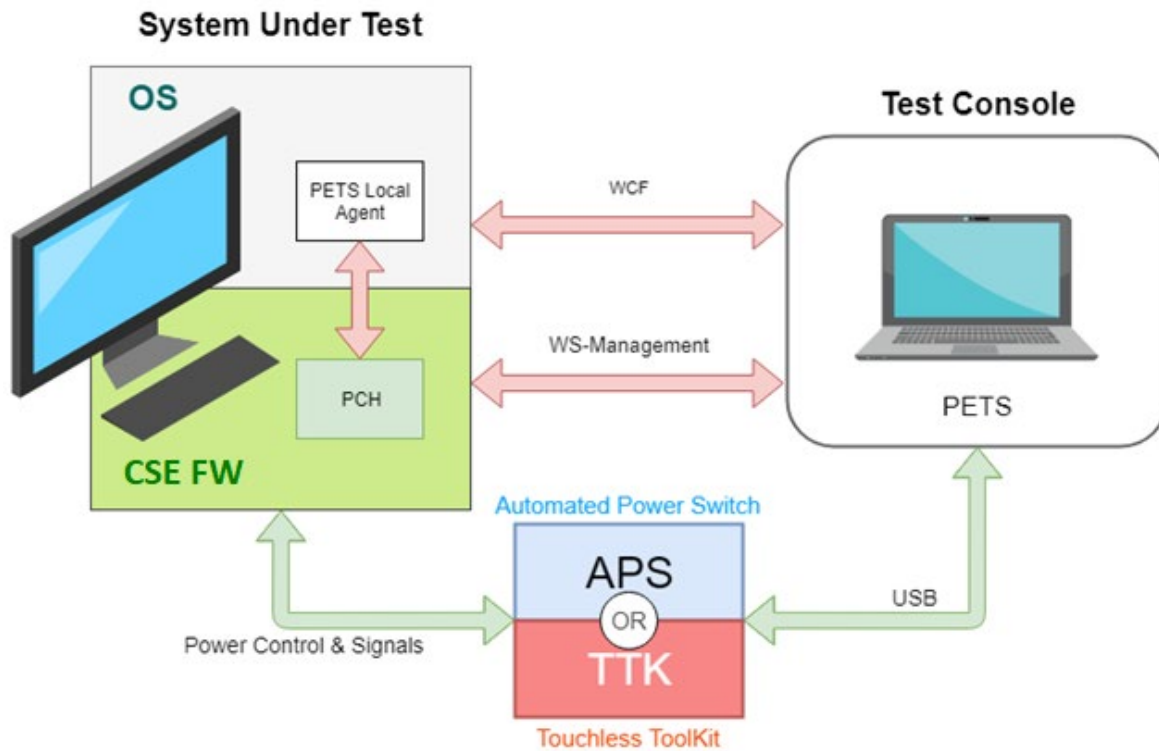 System Under Test
OS
Test Console
PETS Local
Agent
WCF
WS-Management
PCH
PETS
CSE FW
Automated Power Switch
APS
USB
OR
Power Control & Signals
TTK
Touchless ToolKit